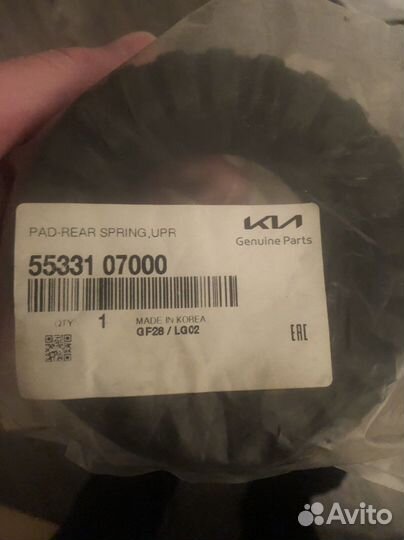 PAD-REAR SPRING,UPR
KIA
Genuine Parts
55331 07000
QTY 1
MADE IN KOREA
GF28 / LG02
EAC
Avito